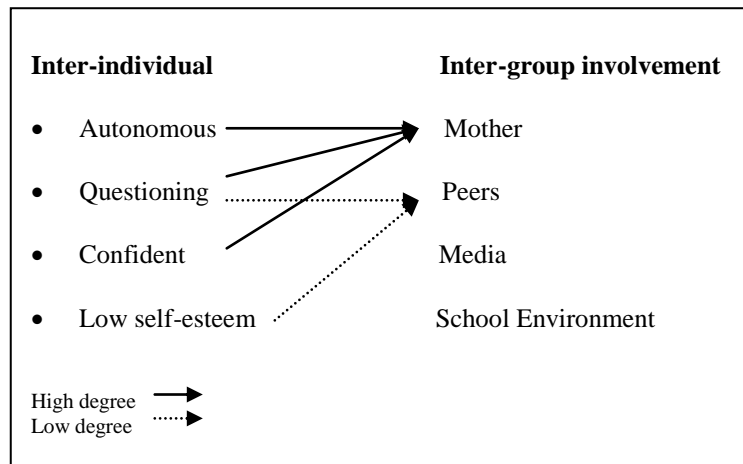 Inter-individual Inter-group involvement
• Autonomous Mother
• Questioning Peers
• Confident Media
• Low self-esteem School Environment
High degree
Low degree